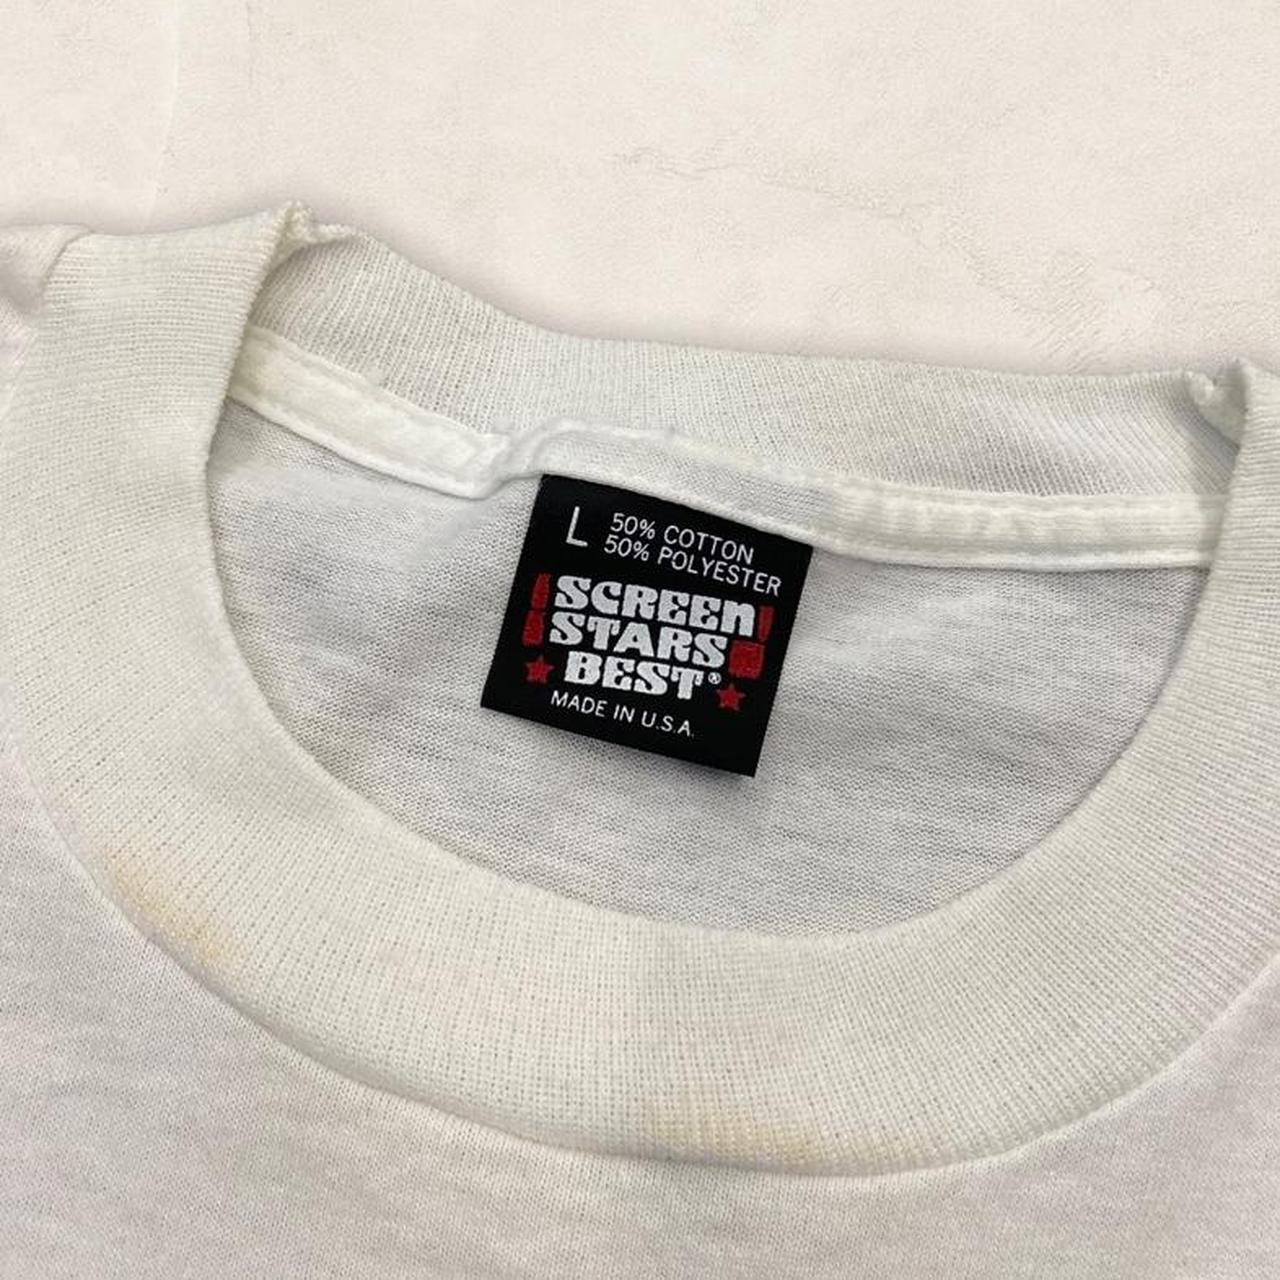 L 50% COTTON
50% POLYESTER
SCREEN
STARS
BEST®
MADE IN U.S.A.